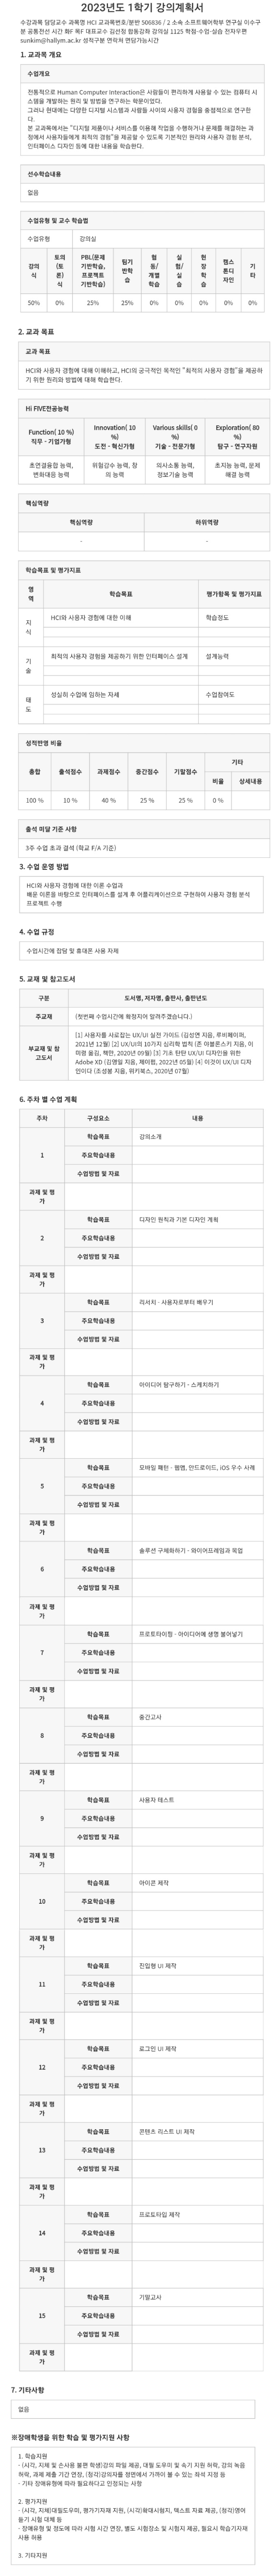 2023년도 1학기 강의계획서
수강과목 담당교수 과목명 HCI 교과목번호/분반 506836 / 2 소속 소프트웨어학부 연구실 이수구
분 공통전선 시간 화F 목F 대표교수 김선정 합동강좌 강의실 1125 학점-수업-실습 전자우편
sunkim@hallym.ac.kr 성적구분 면담가능시간
1. 교과목 개요
수업개요
전통적으로 Human Computer Interaction은 사람들이 편리하게 사용할 수 있는 컴퓨터 시
스템을 개발하는 원리 및 방법을 연구하는 학문이었다.
그러나 현대에는 다양한 디지털 시스템과 사람들 사이의 사용자 경험을 총설적으로 연구한
다.
본 교과목에서는 "디지털 제품이나 서비스를 이용해 작업을 수행하거나 문제를 해결하는 과
정에서 사용자들에게 최적의 경험"을 제공할 수 있도록 기본적인 원리와 사용자 경험 분석,
인터페이스 디자인 등에 대한 내용을 학습한다.
선수학습내용
없음
수업유형 및 교수 학습법
수업유형 강의실
강의식 토의(토론)식 PBL(문제기반학습, 프로젝트기반학습) 팀기반학습 협동/개별학습 실험/실습 현장학습 캡스톤디자인 기타
50% 0% 25% 25% 0% 0% 0% 0% 0%
2. 교과 목표
교과 목표
HCI와 사용자 경험에 대해 이해하고, HCI의 궁극적인 목적인 "최적의 사용자 경험"을 제공하
기 위한 원리와 방법에 대해 학습한다.
Hi FIVE전공능력
Function( 10 %) 직무 - 기업가형 Innovation( 10 %) 도전 - 혁신가형 Various skills( 0 %) 기술 - 전문가형 Exploration( 80 %) 탐구 - 연구자원
초연결융합 능력, 변화대응 능력 위험감수 능력, 창의 능력 의사소통 능력, 정보기술 능력 초지능 능력, 문제해결 능력
핵심역량
핵심역량 하위역량
- -
학습목표 및 평가지표
영역 학습목표 평가항목 및 평가지표
지식 HCI와 사용자 경험에 대한 이해 학습정도
기술 최적의 사용자 경험을 제공하기 위한 인터페이스 설계 설계능력
태도 성실히 수업에 임하는 자세 수업참여도
성적반영 비율
총합 출석점수 과제점수 중간점수 기말점수 기타
비율 상세내용
100 % 10 % 40 % 25 % 25 % 0 %
출석 미달 기준 사항
3주 수업 초과 결석 (학교 F/A 기준)
3. 수업 운영 방법
HCI와 사용자 경험에 대한 이론 수업과
배운 이론을 바탕으로 인터페이스를 설계 후 어플리케이션으로 구현하여 사용자 경험 분석
프로젝트 수행
4. 수업 규정
수업시간에 잡담 및 휴대폰 사용 자제
5. 교재 및 참고도서
구분 도서명, 저자명, 출판사, 출판년도
주교재 (첫번째 수업시간에 확정지어 알려주겠습니다.)
부교재 및 참고도서 [1] 사용자를 사로잡는 UX/UI 실전 가이드 (김성연 지음, 루비페이퍼,
2021년 12월) [2] UX/UI의 10가지 심리학 법칙 (존 야블론스키 지음, 이
미령 옮김, 책만, 2020년 09월) [3] 기초 탄탄 UX/UI 디자인을 위한
Adobe XD (김영일 지음, 제이펍, 2022년 05월) [4] 이것이 UX/UI 디자
인이다 (조성봉 지음, 위키북스, 2020년 07월)
6. 주차 별 수업 계획
주차 구성요소 내용
1 학습목표 강의소개
주요학습내용
수업방법 및 자료
과제 및 평가
2 학습목표 디자인 원칙과 기본 디자인 계획
주요학습내용
수업방법 및 자료
과제 및 평가
3 학습목표 리서치 - 사용자로부터 배우기
주요학습내용
수업방법 및 자료
과제 및 평가
4 학습목표 아이디어 탐구하기 - 스케치하기
주요학습내용
수업방법 및 자료
과제 및 평가
5 학습목표 모바일 패턴 - 웹앱, 안드로이드, iOS 우수 사례
주요학습내용
수업방법 및 자료
과제 및 평가
6 학습목표 솔루션 구체화하기 - 와이어프레임과 목업
주요학습내용
수업방법 및 자료
과제 및 평가
7 학습목표 프로토타이핑 - 아이디어에 생명 불어넣기
주요학습내용
수업방법 및 자료
과제 및 평가
8 학습목표 중간고사
주요학습내용
수업방법 및 자료
과제 및 평가
9 학습목표 사용자 테스트
주요학습내용
수업방법 및 자료
과제 및 평가
10 학습목표 아이콘 제작
주요학습내용
수업방법 및 자료
과제 및 평가
11 학습목표 진입형 UI 제작
주요학습내용
수업방법 및 자료
과제 및 평가
12 학습목표 로그인 UI 제작
주요학습내용
수업방법 및 자료
과제 및 평가
13 학습목표 콘텐츠 리스트 UI 제작
주요학습내용
수업방법 및 자료
과제 및 평가
14 학습목표 프로토타입 제작
주요학습내용
수업방법 및 자료
과제 및 평가
15 학습목표 기말고사
주요학습내용
수업방법 및 자료
과제 및 평가
7. 기타사항
없음
※장애학생을 위한 학습 및 평가지원 사항
1. 학습지원
- (시각, 지체 및 손사용 불편 학생)강의 파일 제공, 대필 도우미 및 속기 지원 허락, 강의 녹음
허락, 과제 제출 기간 연장, (청각)강의자를 정면에서 가까이 볼 수 있는 좌석 지정 등
- 기타 장애유형에 따라 필요하다고 인정되는 사항
2. 평가지원
- (시각, 지체)대필도우미, 평가기자재 지원, (시각)확대시험지, 텍스트 자료 제공, (청각)영어
듣기 시험 대체 등
- 장애유형 및 정도에 따라 시험 시간 연장, 별도 시험장소 및 시험지 제공, 필요시 학습기자재
사용 허용
3. 기타지원